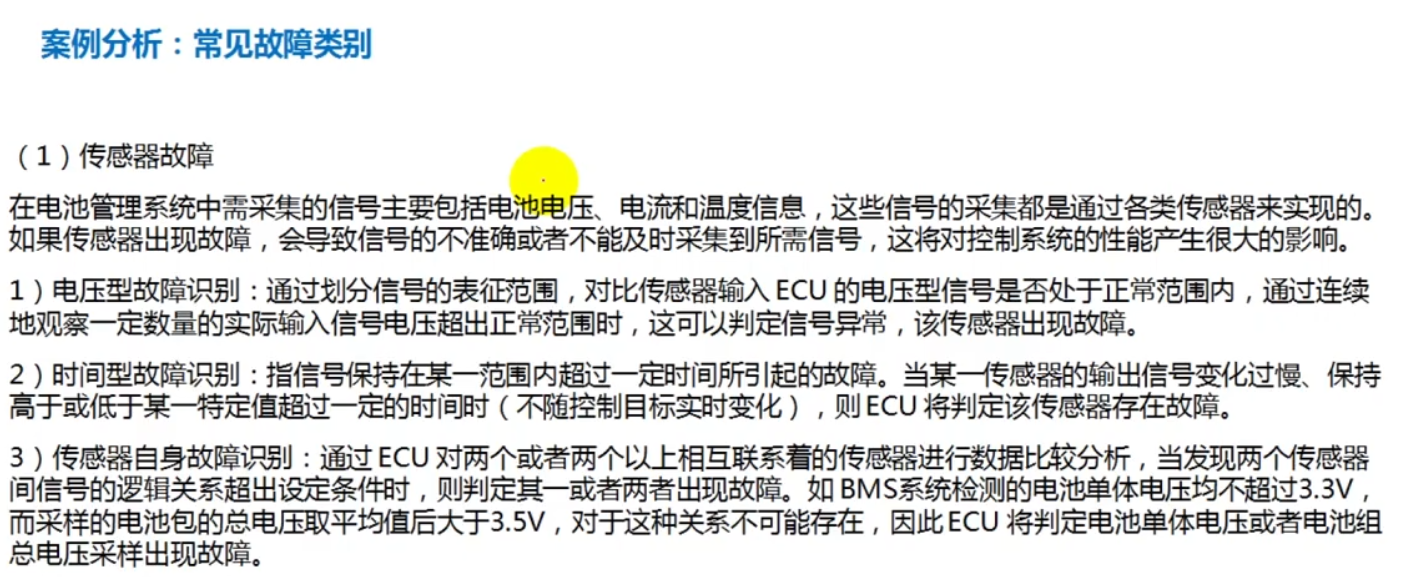 案例分析：常见故障类别
（1）传感器故障
在电池管理系统中需采集的信号主要包括电池电压、电流和温度信息，这些信号的采集都是通过各类传感器来实现的。
如果传感器出现故障，会导致信号的不准确或者不能及时采集到所需信号，这将对控制系统的性能产生很大的影响。
1）电压型故障识别：通过划分信号的表征范围，对比传感器输入 ECU 的电压型信号是否处于正常范围内，通过连续
地观察一定数量的实际输入信号电压超出正常范围时，这可以判定信号异常，该传感器出现故障。
2）时间型故障识别：指信号保持在某一范围内超过一定时间所引起的故障。当某一传感器的输出信号变化过慢、保持
高于或低于某一特定值超过一定的时间时（不随控制目标实时变化），则 ECU 将判定该传感器存在故障。
3）传感器自身故障识别：通过 ECU 对两个或者两个以上相互联系着的传感器进行数据比较分析，当发现两个传感器
间信号的逻辑关系超出设定条件时，则判定其一或者两者出现故障。如 BMS系统检测的电池单体电压均不超过3.3V，
而采样的电池包的总电压取平均值后大于3.5V，对于这种关系不可能存在，因此 ECU 将判定电池单体电压或者电池组
总电压采样出现故障。